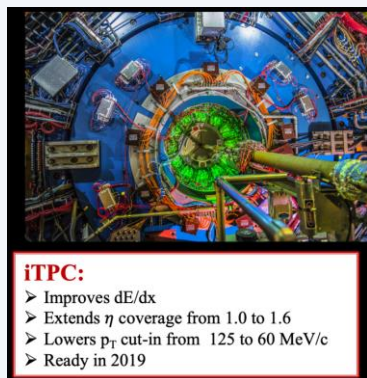 iTPC:
➢ Improves dE/dx
➢ Extends η coverage from 1.0 to 1.6
➢ Lowers p_T cut-in from 125 to 60 MeV/c
➢ Ready in 2019